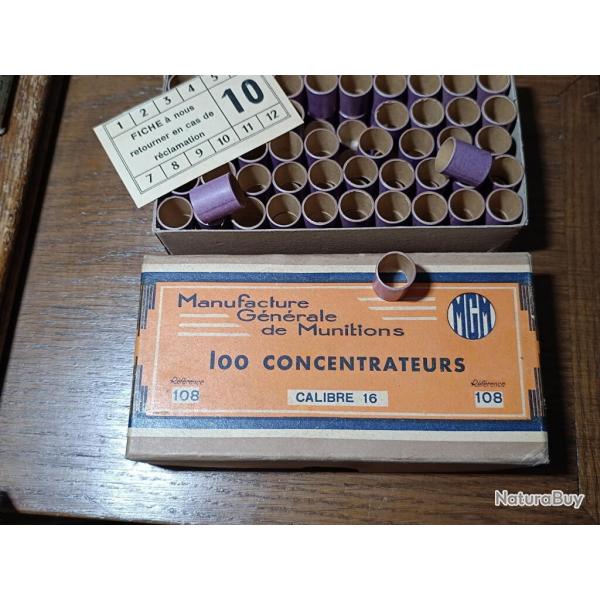 1 2 3 4 5
FICHE à nous
retourner en cas de
réclamation
10
7 8 9 10 11 12
Manufacture
Générale
de Munitions
MGM
100 CONCENTRATEURS
Référence
108
CALIBRE 16
Référence
108
NaturaBuy